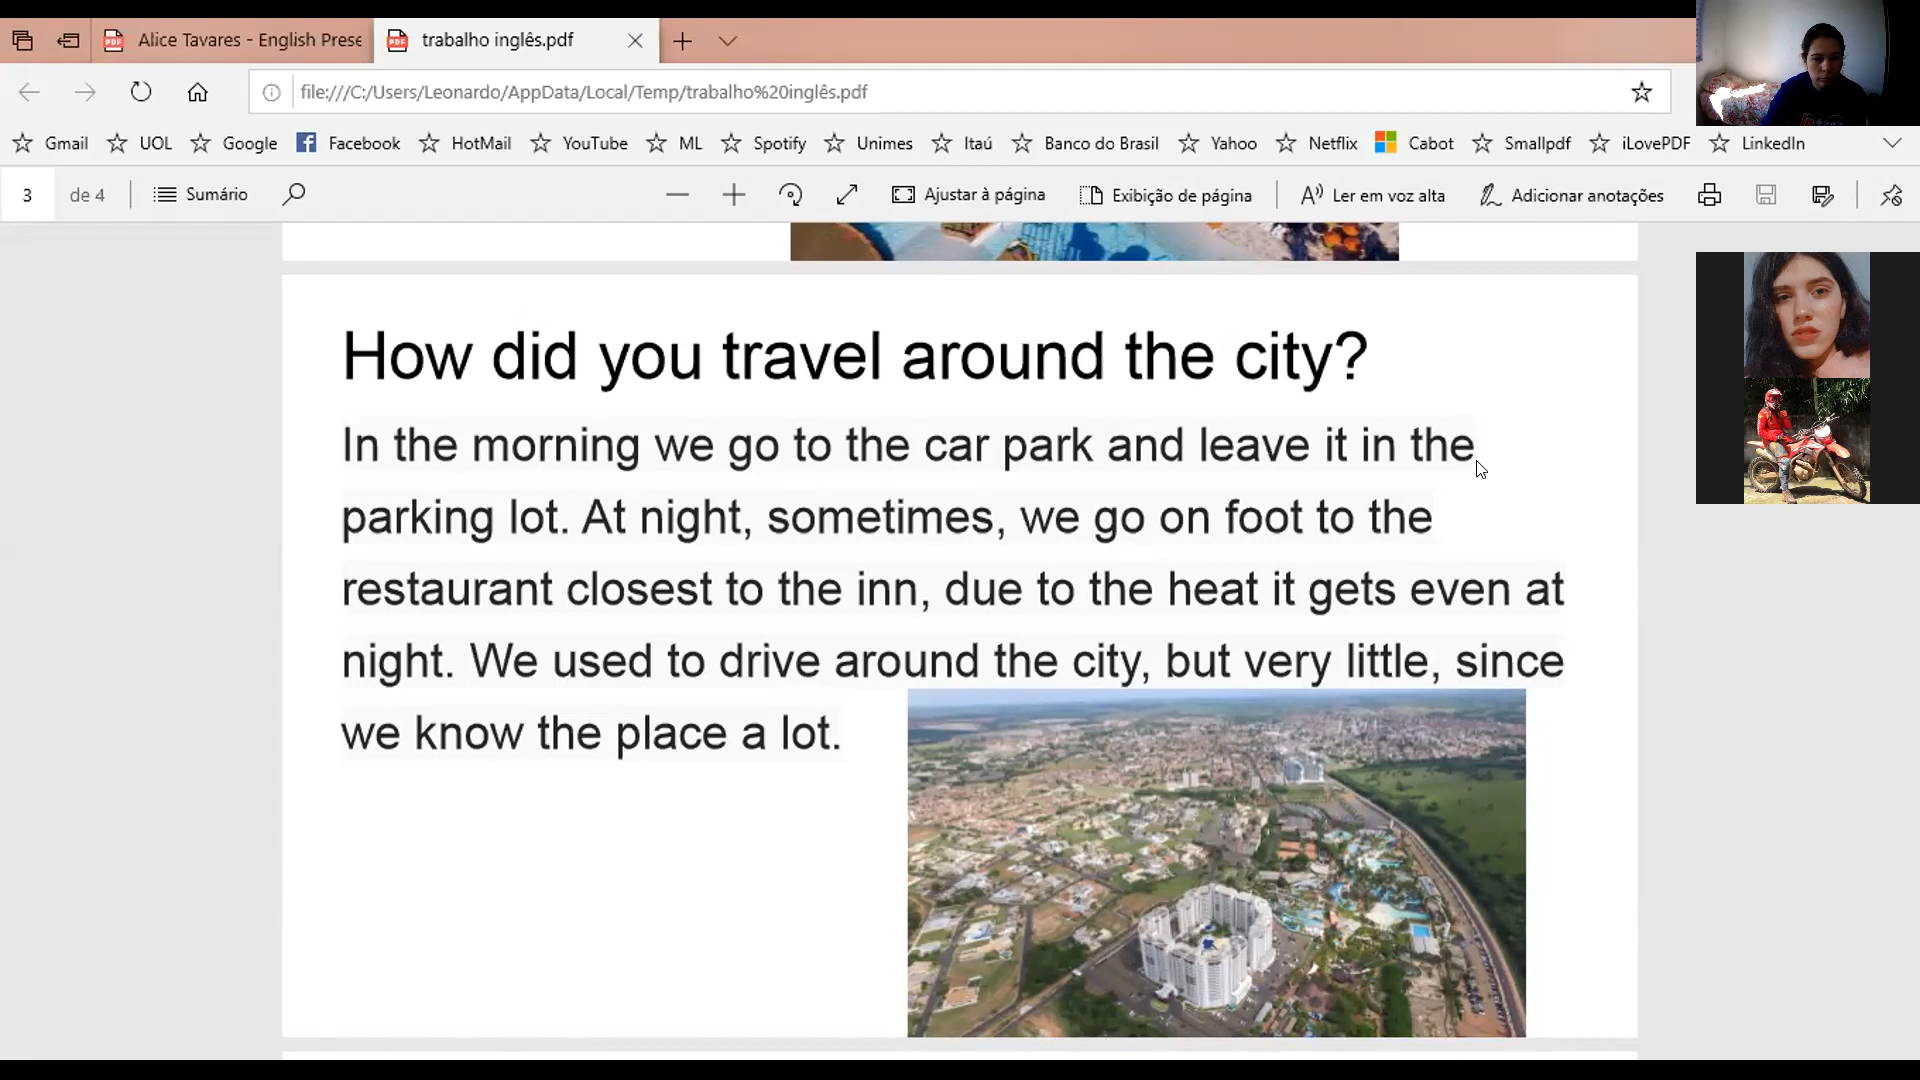 Alice Tavares - English Prese
trabalho inglês.pdf
file:///C:/Users/Leonardo/AppData/Local/Temp/trabalho%20inglês.pdf
Gmail UOL Google Facebook HotMail YouTube ML Spotify Unimes Itaú Banco do Brasil Yahoo Netflix Cabot Smallpdf iLovePDF LinkedIn
3 de 4 Sumário Ajustar à página Exibição de página Ler em voz alta Adicionar anotações
How did you travel around the city?
In the morning we go to the car park and leave it in the
parking lot. At night, sometimes, we go on foot to the
restaurant closest to the inn, due to the heat it gets even at
night. We used to drive around the city, but very little, since
we know the place a lot.